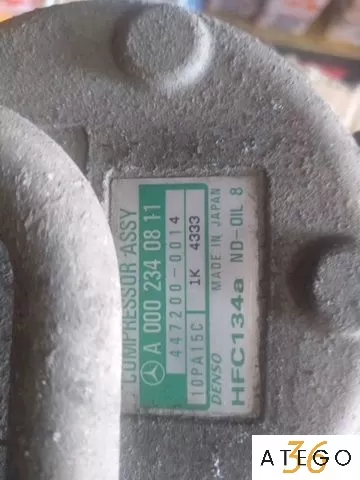 COMPRESSOR ASSY
A 000 234 08 11
447200-0014
10PA15C 1K 4333
DENSO MADE IN JAPAN
HFC134a ND-OIL 8
36
ATEGO